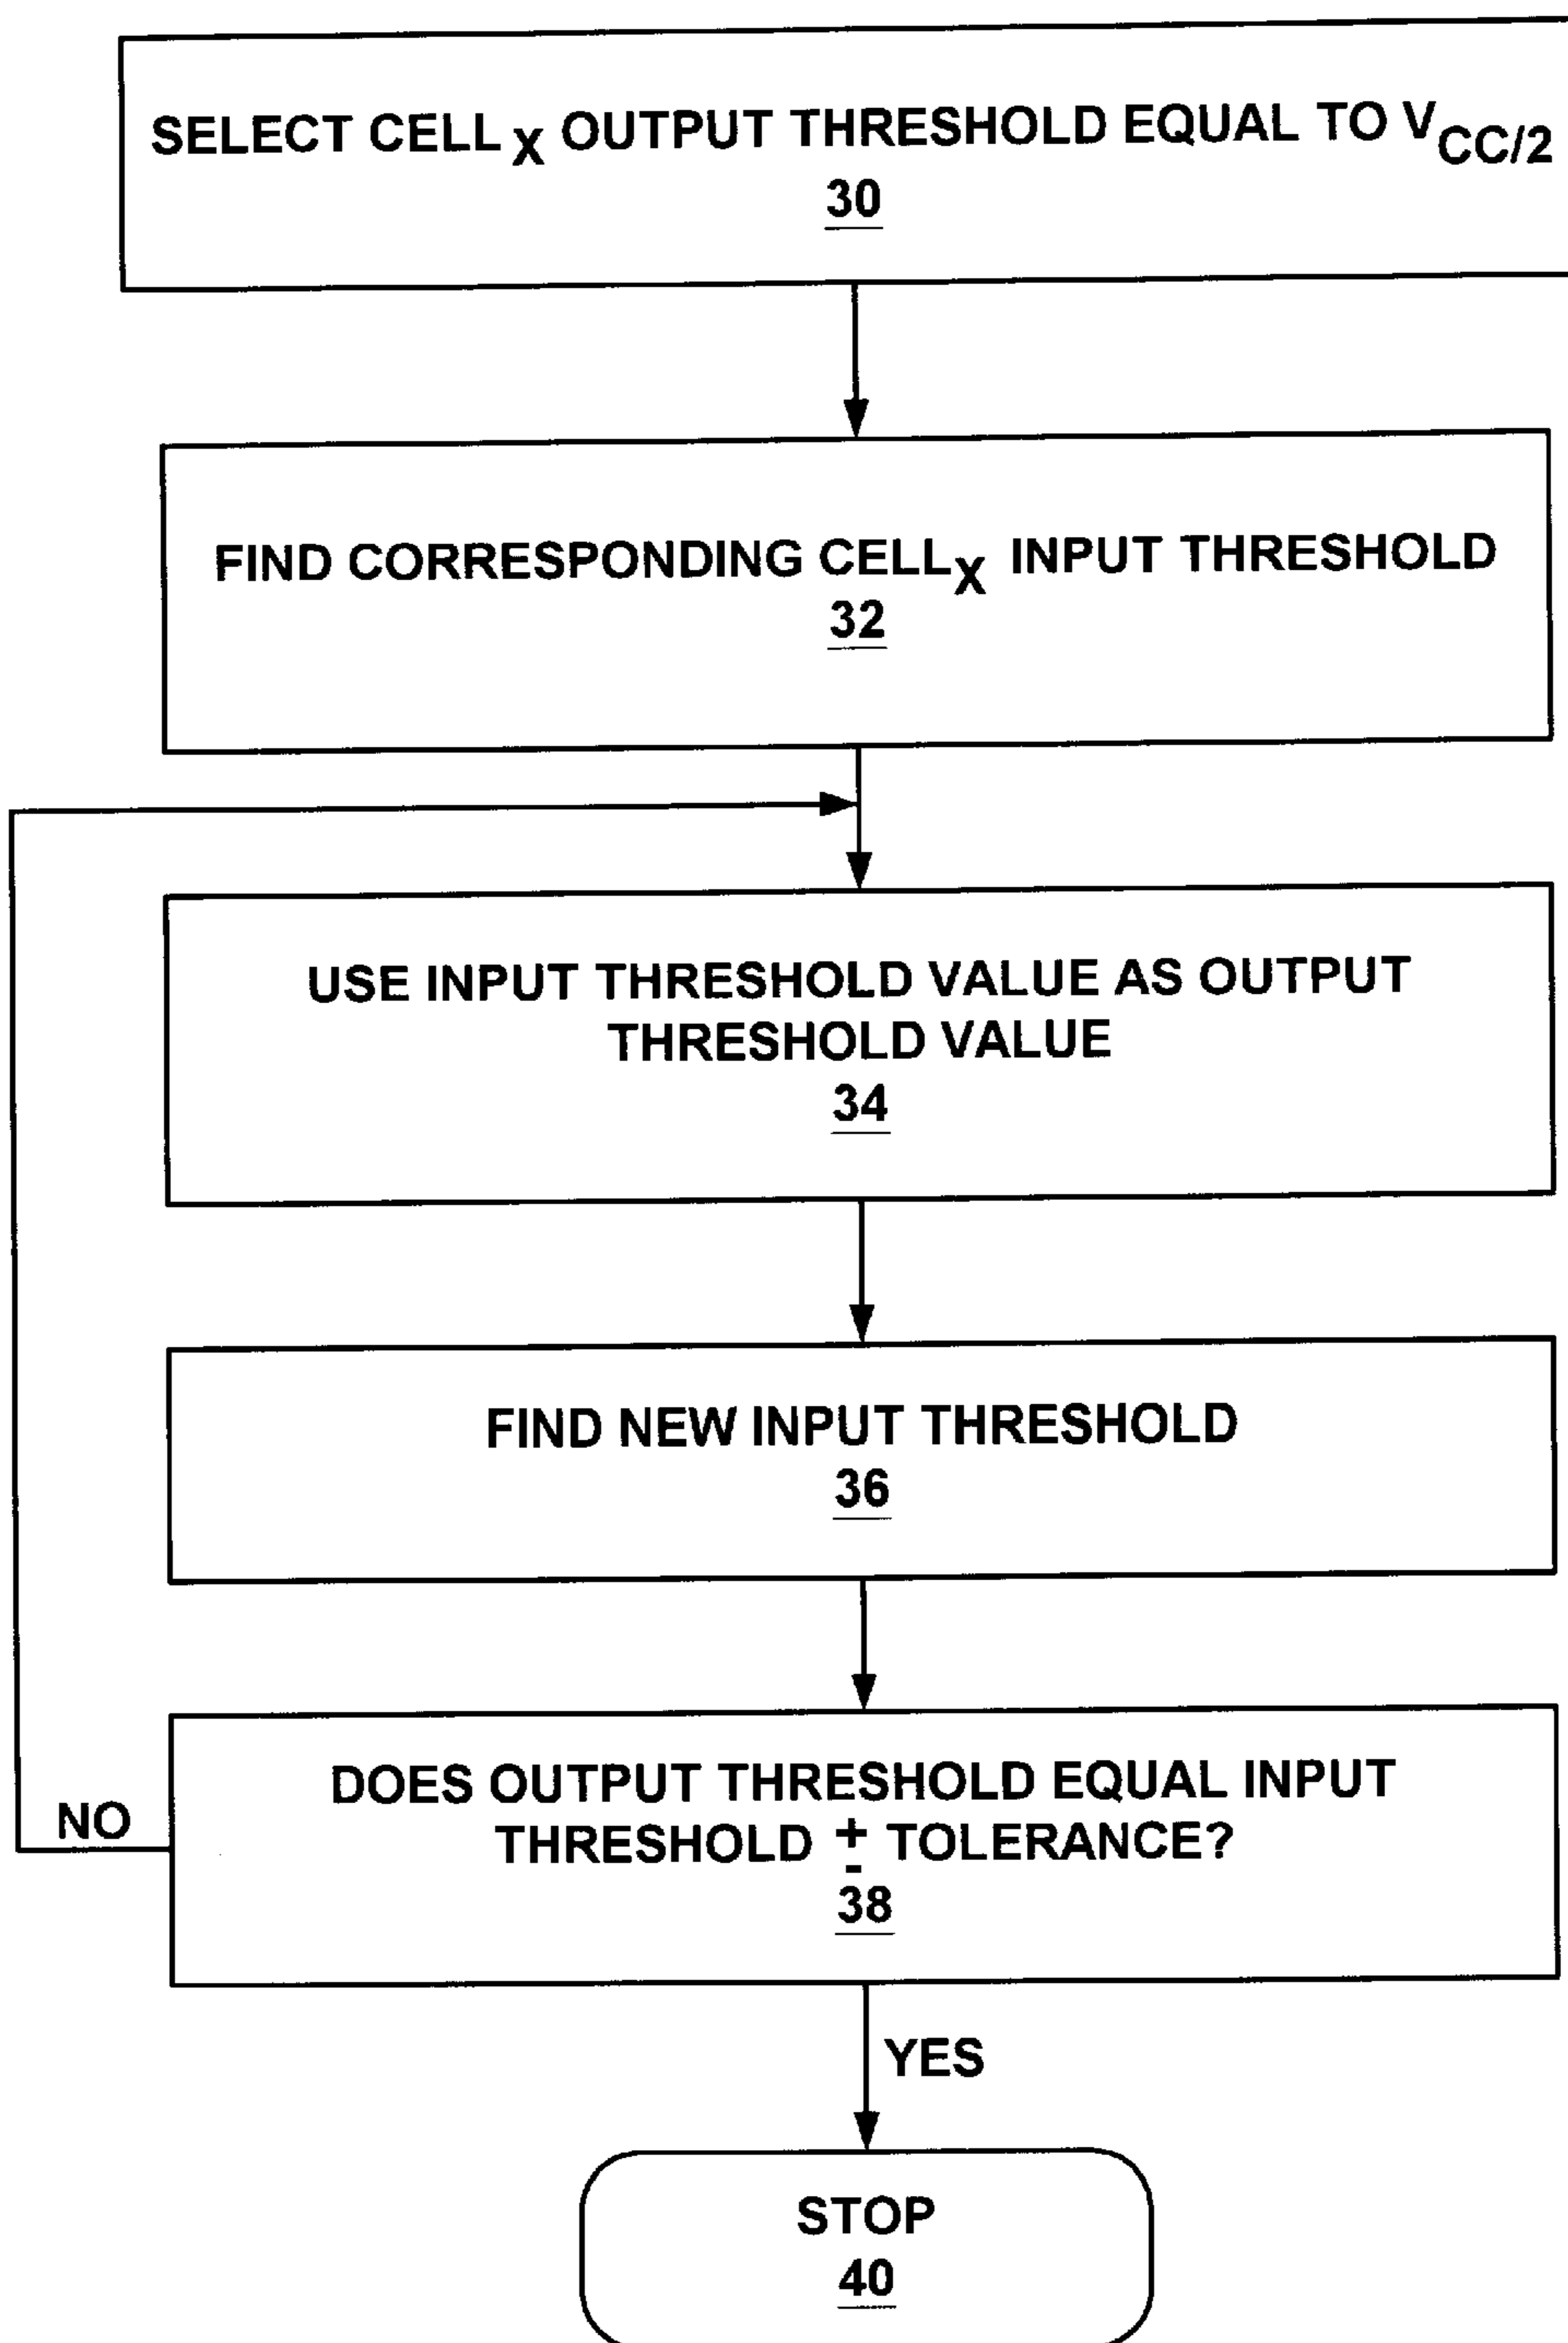 SELECT CELL X OUTPUT THRESHOLD EQUAL TO VCC/2
30
FIND CORRESPONDING CELLX INPUT THRESHOLD
32
USE INPUT THRESHOLD VALUE AS OUTPUT
THRESHOLD VALUE
34
FIND NEW INPUT THRESHOLD
36
DOES OUTPUT THRESHOLD EQUAL INPUT
THRESHOLD ± TOLERANCE?
38
NO
YES
STOP
40